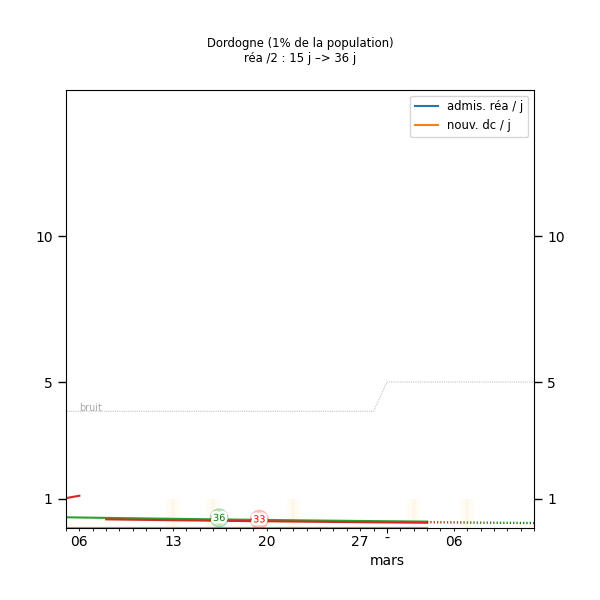 Dordogne (1% de la population)
réa /2 : 15 j –> 36 j
admis. réa / j
nouv. dc / j
10 10
5 5
bruit
1 1
36 33
06 13 20 27 - 06
mars